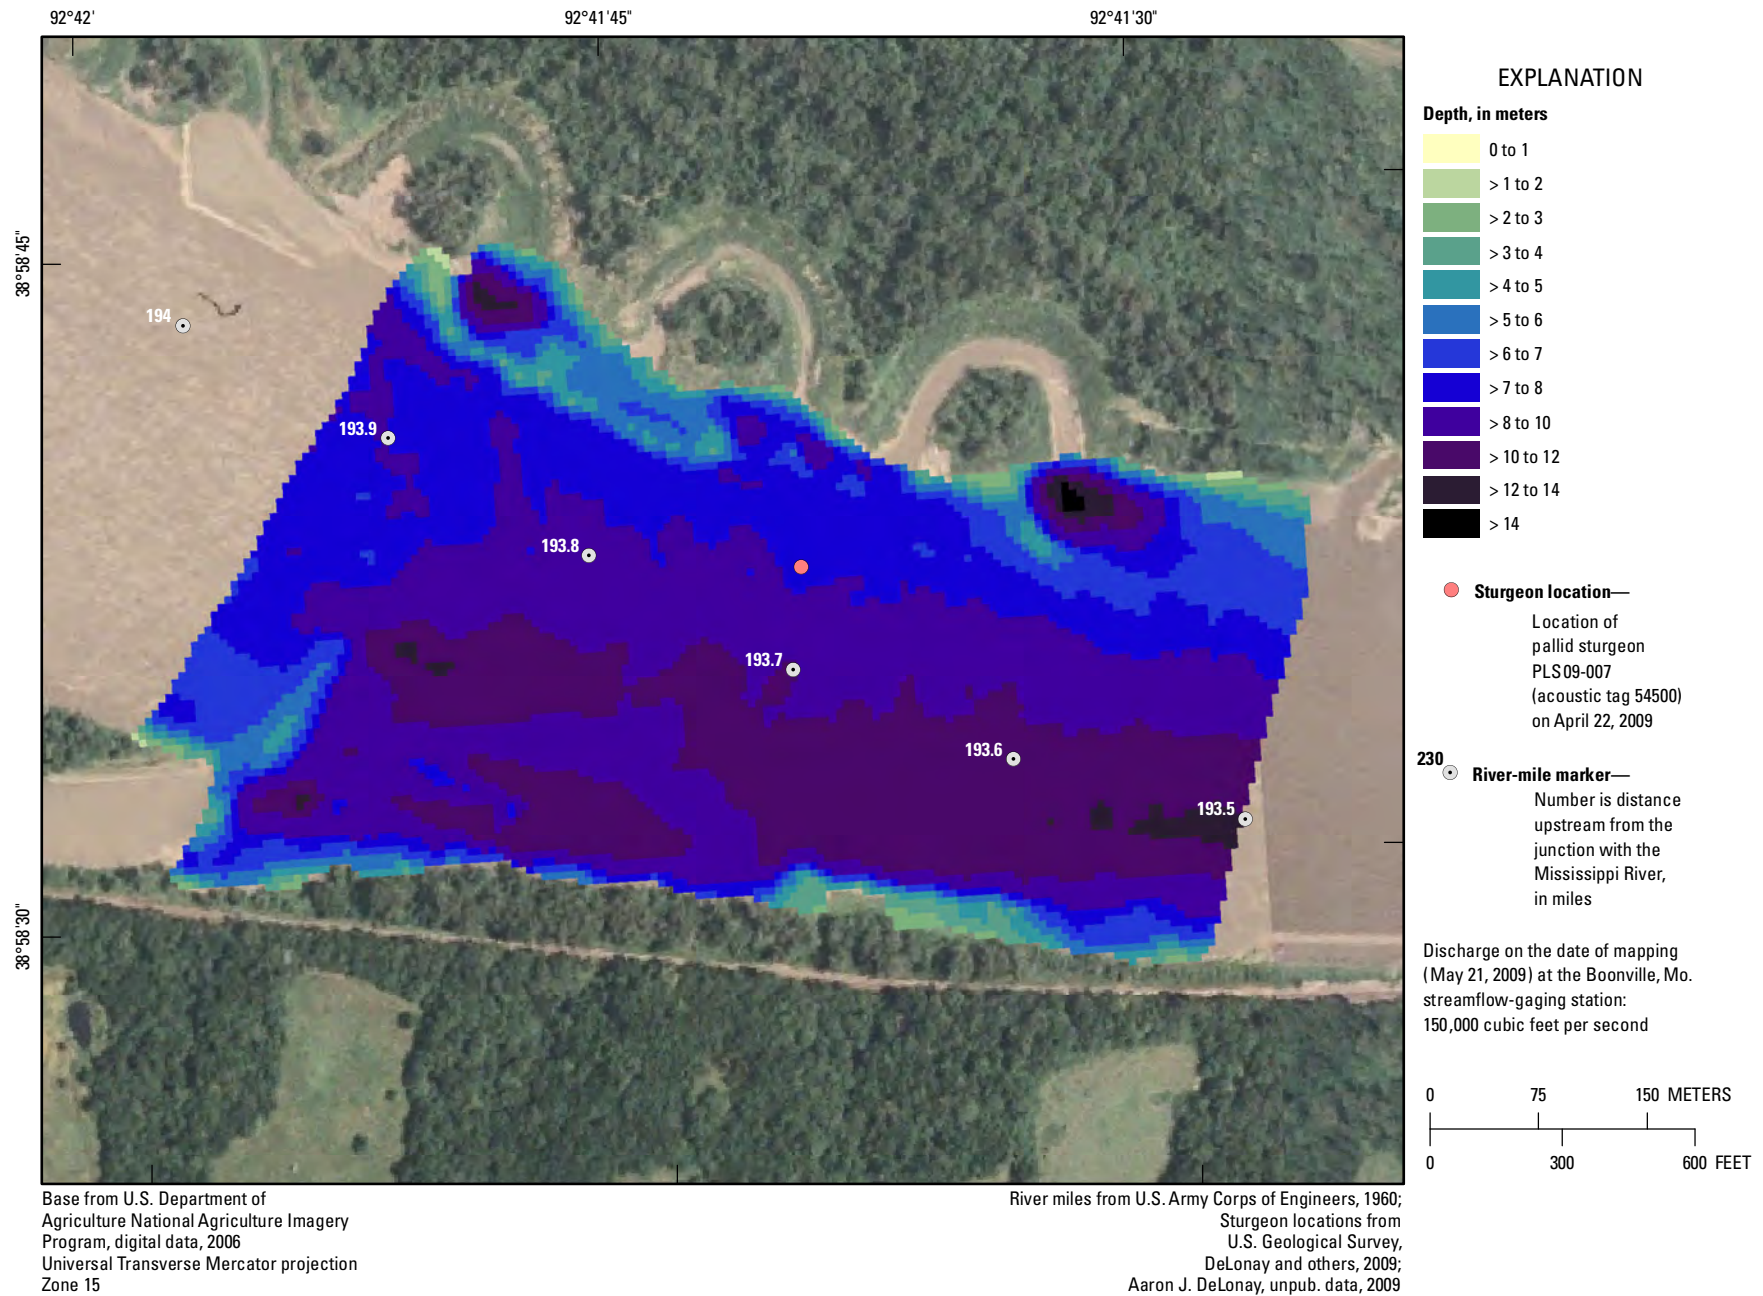 92°42'
92°41'45"
92°41'30"
38°58'45"
38°58'30"
194
193.9
193.8
193.7
193.6
193.5
EXPLANATION
Depth, in meters
0 to 1
> 1 to 2
> 2 to 3
> 3 to 4
> 4 to 5
> 5 to 6
> 6 to 7
> 7 to 8
> 8 to 10
> 10 to 12
> 12 to 14
> 14
Sturgeon location—
Location of
pallid sturgeon
PLS09-007
(acoustic tag 54500)
on April 22, 2009
230
River-mile marker—
Number is distance
upstream from the
junction with the
Mississippi River,
in miles
Discharge on the date of mapping
(May 21, 2009) at the Boonville, Mo.
streamflow-gaging station:
150,000 cubic feet per second
0 75 150 METERS
0 300 600 FEET
Base from U.S. Department of
Agriculture National Agriculture Imagery
Program, digital data, 2006
Universal Transverse Mercator projection
Zone 15
River miles from U.S. Army Corps of Engineers, 1960;
Sturgeon locations from
U.S. Geological Survey,
DeLonay and others, 2009;
Aaron J. DeLonay, unpub. data, 2009